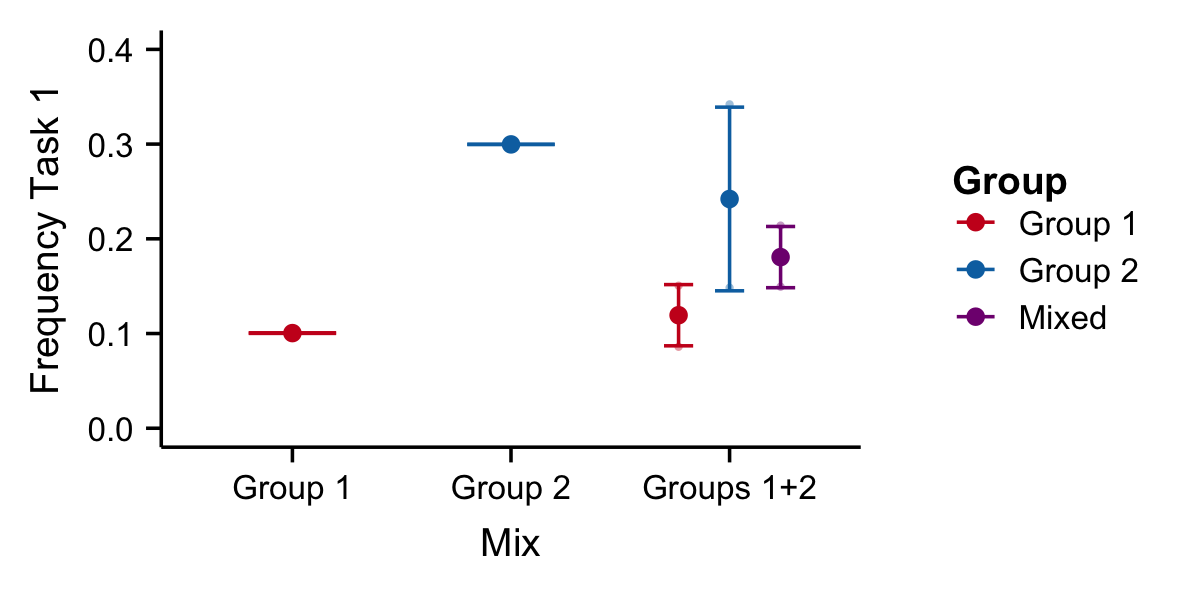 Frequency Task 1
0.4
0.3
0.2
0.1
0.0
Group 1
Group 2
Groups 1+2
Mix
Group
Group 1
Group 2
Mixed